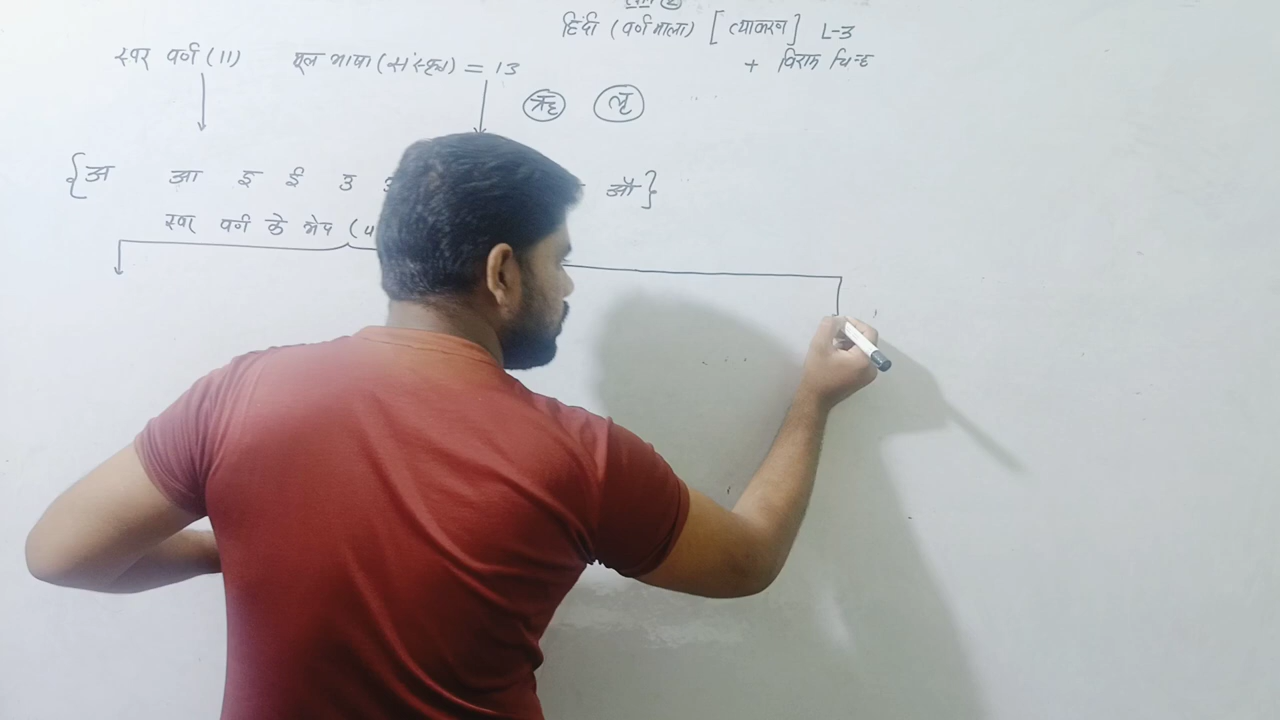 हिंदी (वर्णमाला) [व्याकरण] L-3
+ विराम चिन्ह
स्वर वर्ण (11) मूल भाषा (संस्कृत) = 13
ॠ ऌ
{अ आ इ ई उ औ}
स्वर वर्ण के भेद (